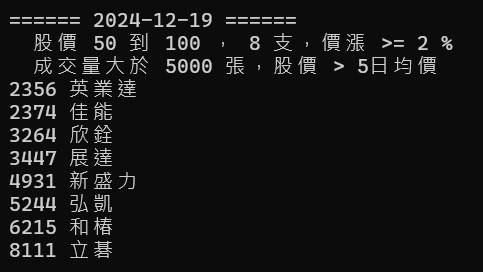 ====== 2024-12-19 ======
股價 50 到 100 ， 8 支，價漲 >= 2 %
成交量大於 5000 張，股價 > 5日均價
2356 英業達
2374 佳能
3264 欣銓
3447 展達
4931 新盛力
5244 弘凱
6215 和椿
8111 立碁